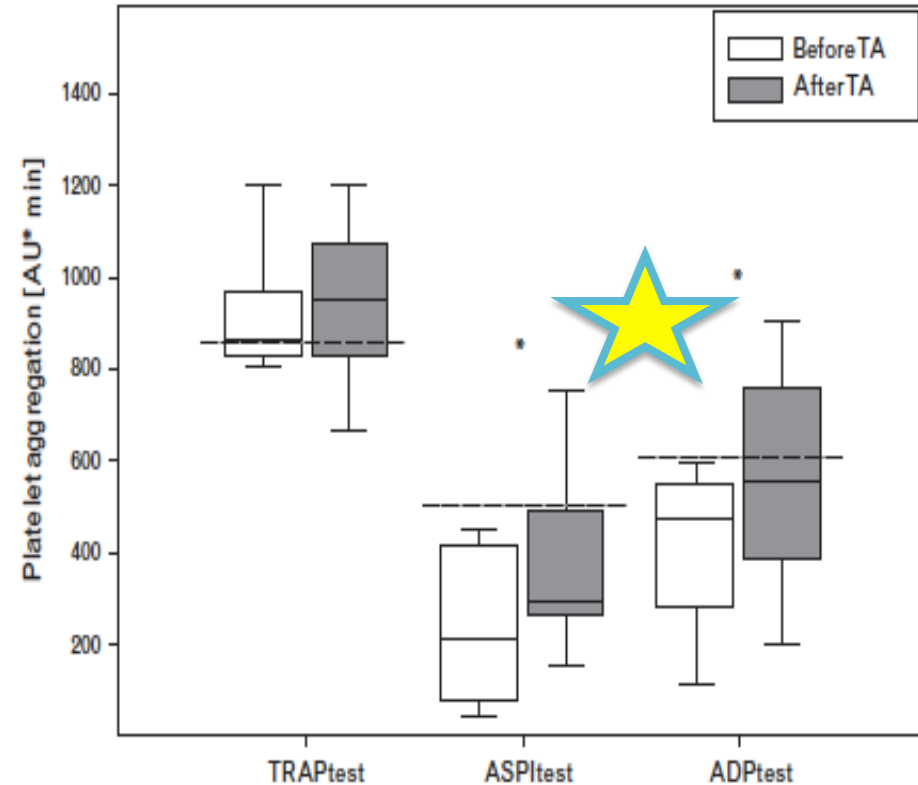 BeforeTA
AfterTA
Platelet aggregation [AU* min]
1400
1200
1000
800
600
400
200
*
*
TRAPtest
ASPItest
ADPtest